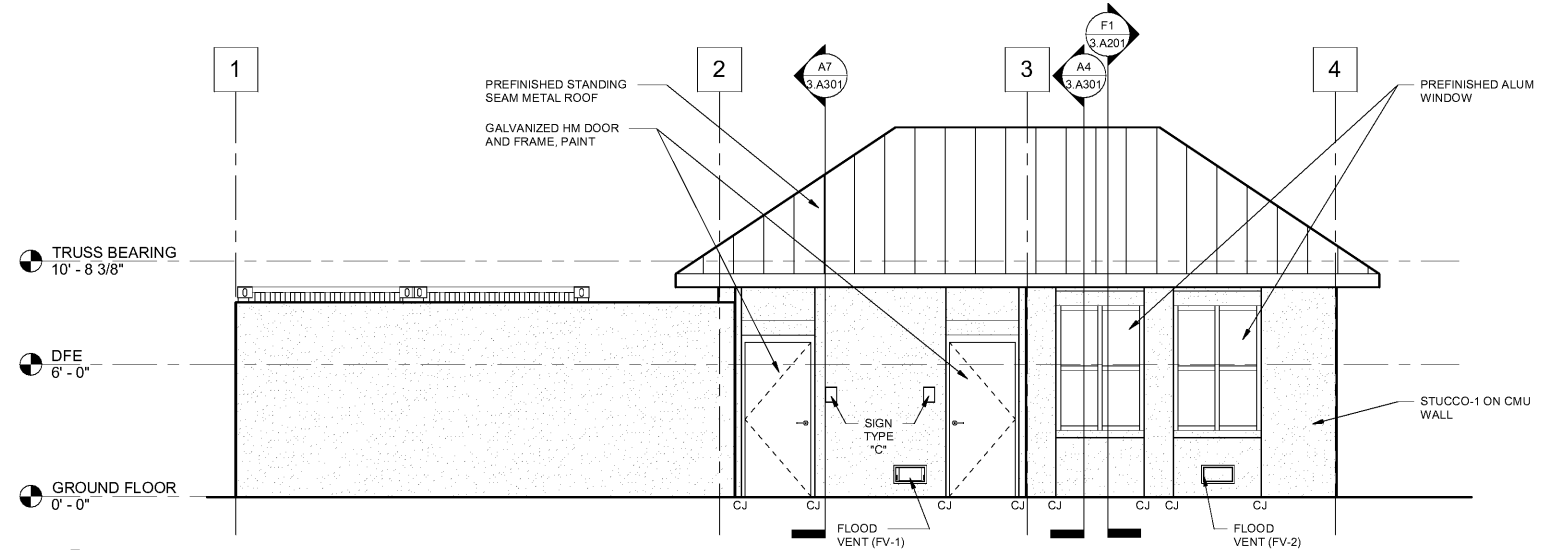 F1
3.A201
1
2
A7
3.A301
3
A4
3.A301
4
PREFINISHED STANDING
SEAM METAL ROOF
PREFINISHED ALUM
WINDOW
GALVANIZED HM DOOR
AND FRAME, PAINT
TRUSS BEARING
10' - 8 3/8"
DFE
6' - 0"
STUCCO-1 ON CMU
WALL
SIGN
TYPE
"C"
GROUND FLOOR
0' - 0"
CJ
CJ
CJ
CJ
CJ
CJ
CJ
CJ
FLOOD
VENT (FV-1)
FLOOD
VENT (FV-2)